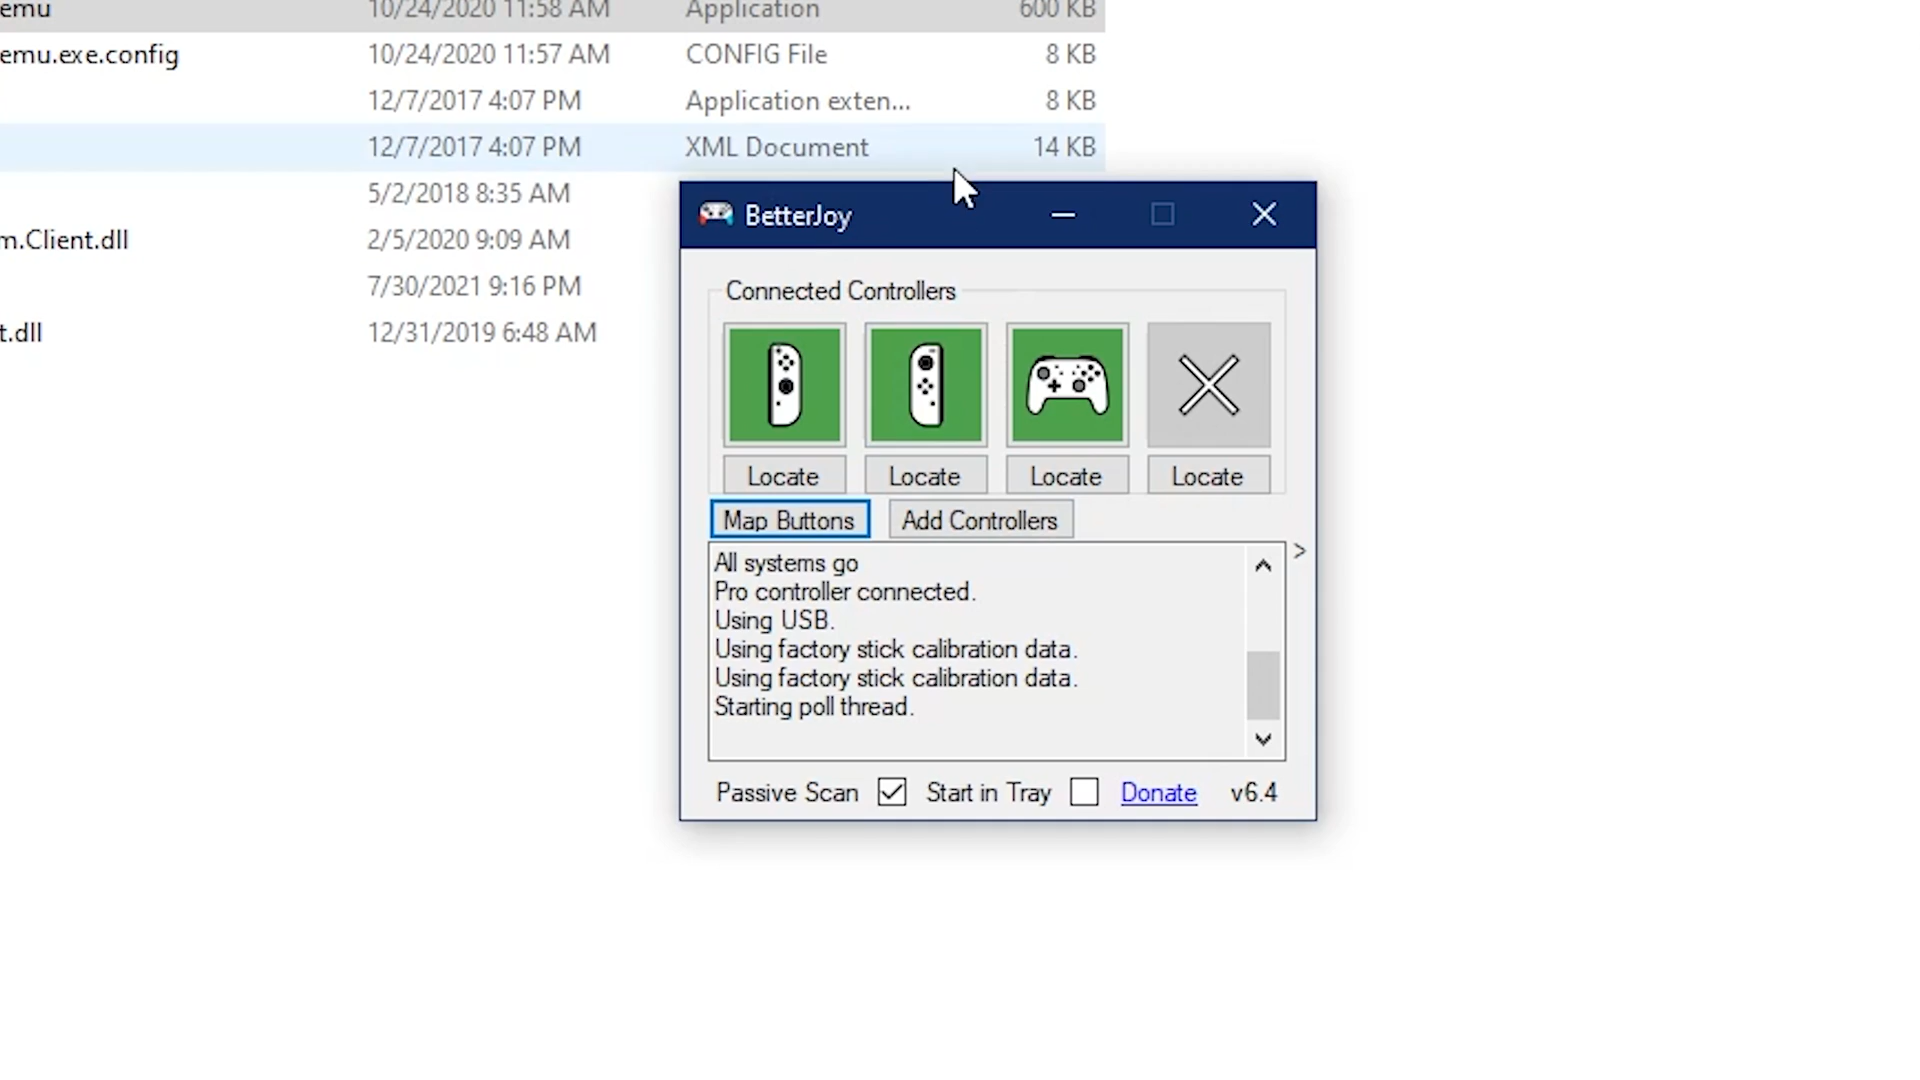 emu 10/24/2020 11:58 AM Application 600 KB
emu.exe.config 10/24/2020 11:57 AM CONFIG File 8 KB
12/7/2017 4:07 PM Application exten... 8 KB
12/7/2017 4:07 PM XML Document 14 KB
5/2/2018 8:35 AM
m.Client.dll 2/5/2020 9:09 AM
7/30/2021 9:16 PM
t.dll 12/31/2019 6:48 AM
BetterJoy
Connected Controllers
Locate Locate Locate Locate
Map Buttons Add Controllers
>
All systems go
Pro controller connected.
Using USB.
Using factory stick calibration data.
Using factory stick calibration data.
Starting poll thread.
Passive Scan Start in Tray Donate v6.4